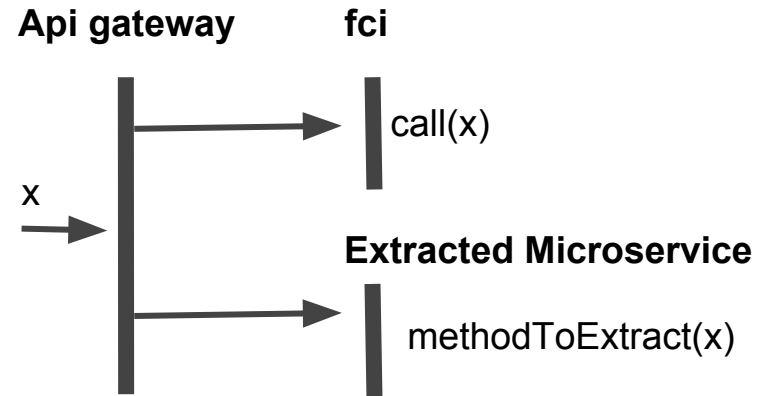 Api gateway
fci
call(x)
x
Extracted Microservice
methodToExtract(x)